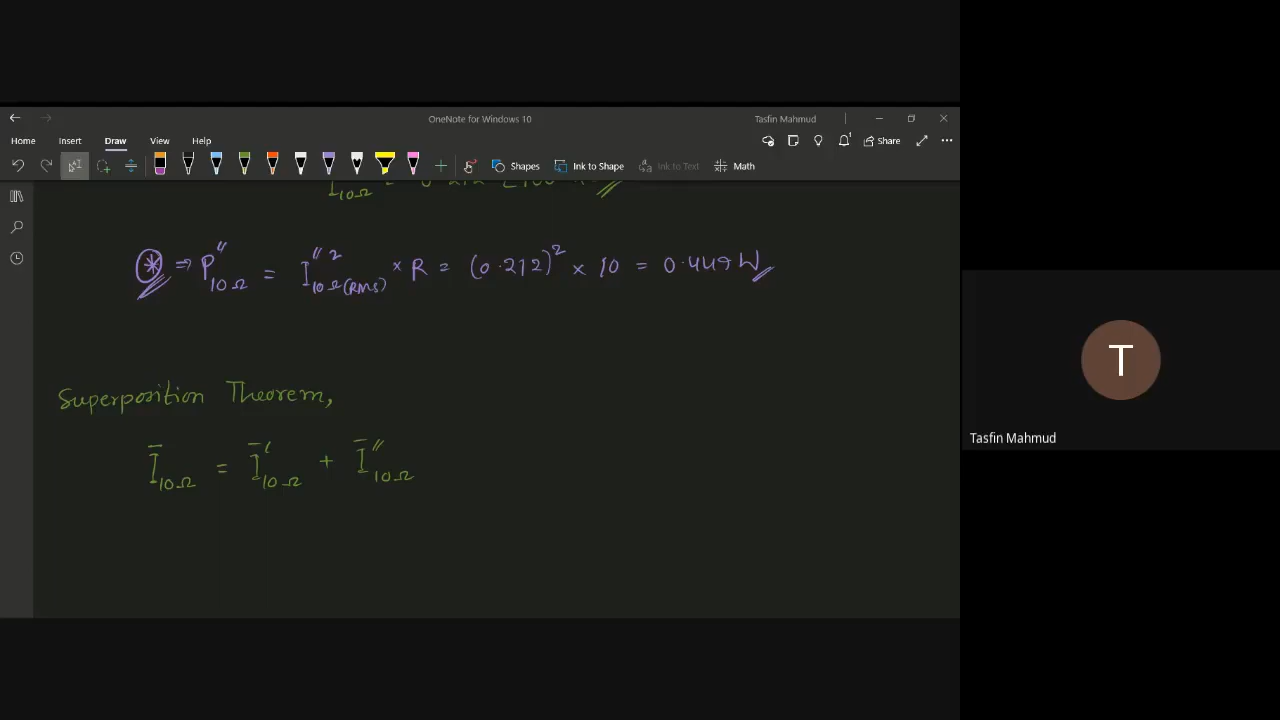 OneNote for Windows 10
Tasfin Mahmud
Home Insert Draw View Help
Share
Shapes Ink to Shape Ink to Text Math
I10Ω =
⊛ ⇒ P″10Ω = I″²10Ω(RMS) × R = (0.212)² × 10 = 0.449 W
Superposition Theorem,
Ī10Ω = Ī′10Ω + Ī″10Ω
T
Tasfin Mahmud